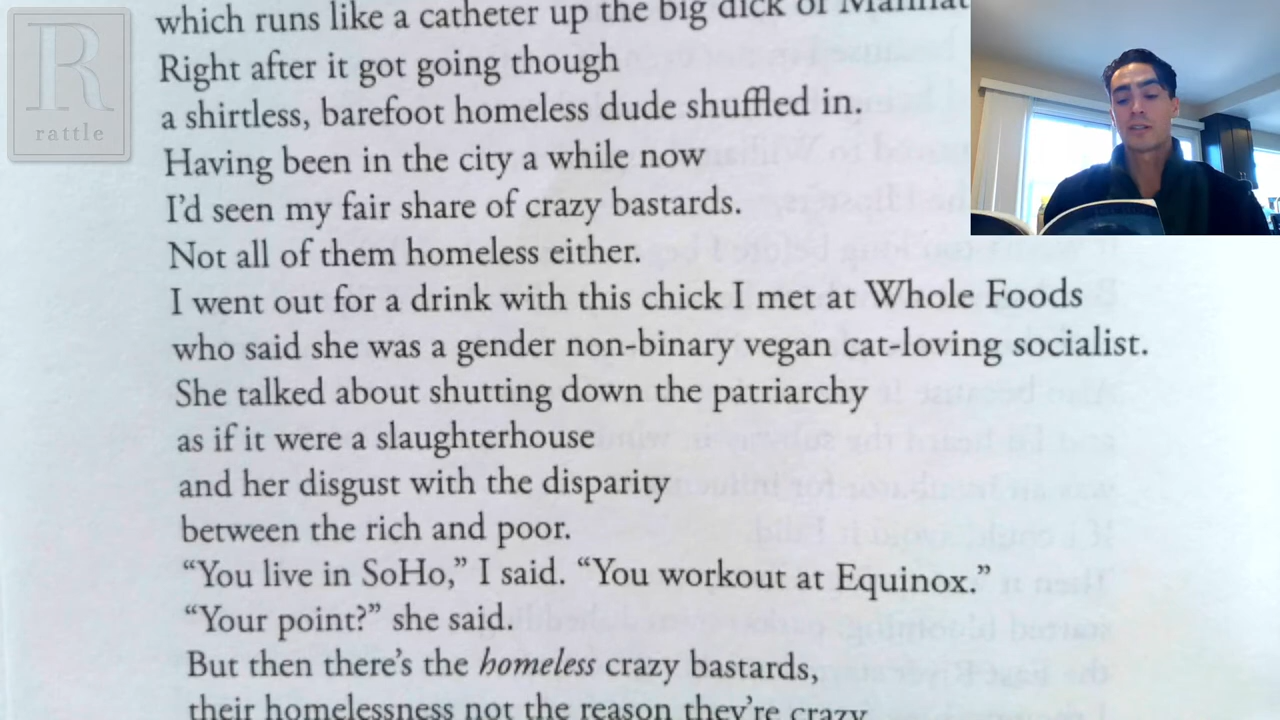 R
rattle
which runs like a catheter up the big dick of
Right after it got going though
a shirtless, barefoot homeless dude shuffled in.
Having been in the city a while now
I'd seen my fair share of crazy bastards.
Not all of them homeless either.
I went out for a drink with this chick I met at Whole Foods
who said she was a gender non-binary vegan cat-loving socialist.
She talked about shutting down the patriarchy
as if it were a slaughterhouse
and her disgust with the disparity
between the rich and poor.
“You live in SoHo,” I said. “You workout at Equinox.”
“Your point?” she said.
But then there's the homeless crazy bastards,
their homelessness not the reason they're crazy